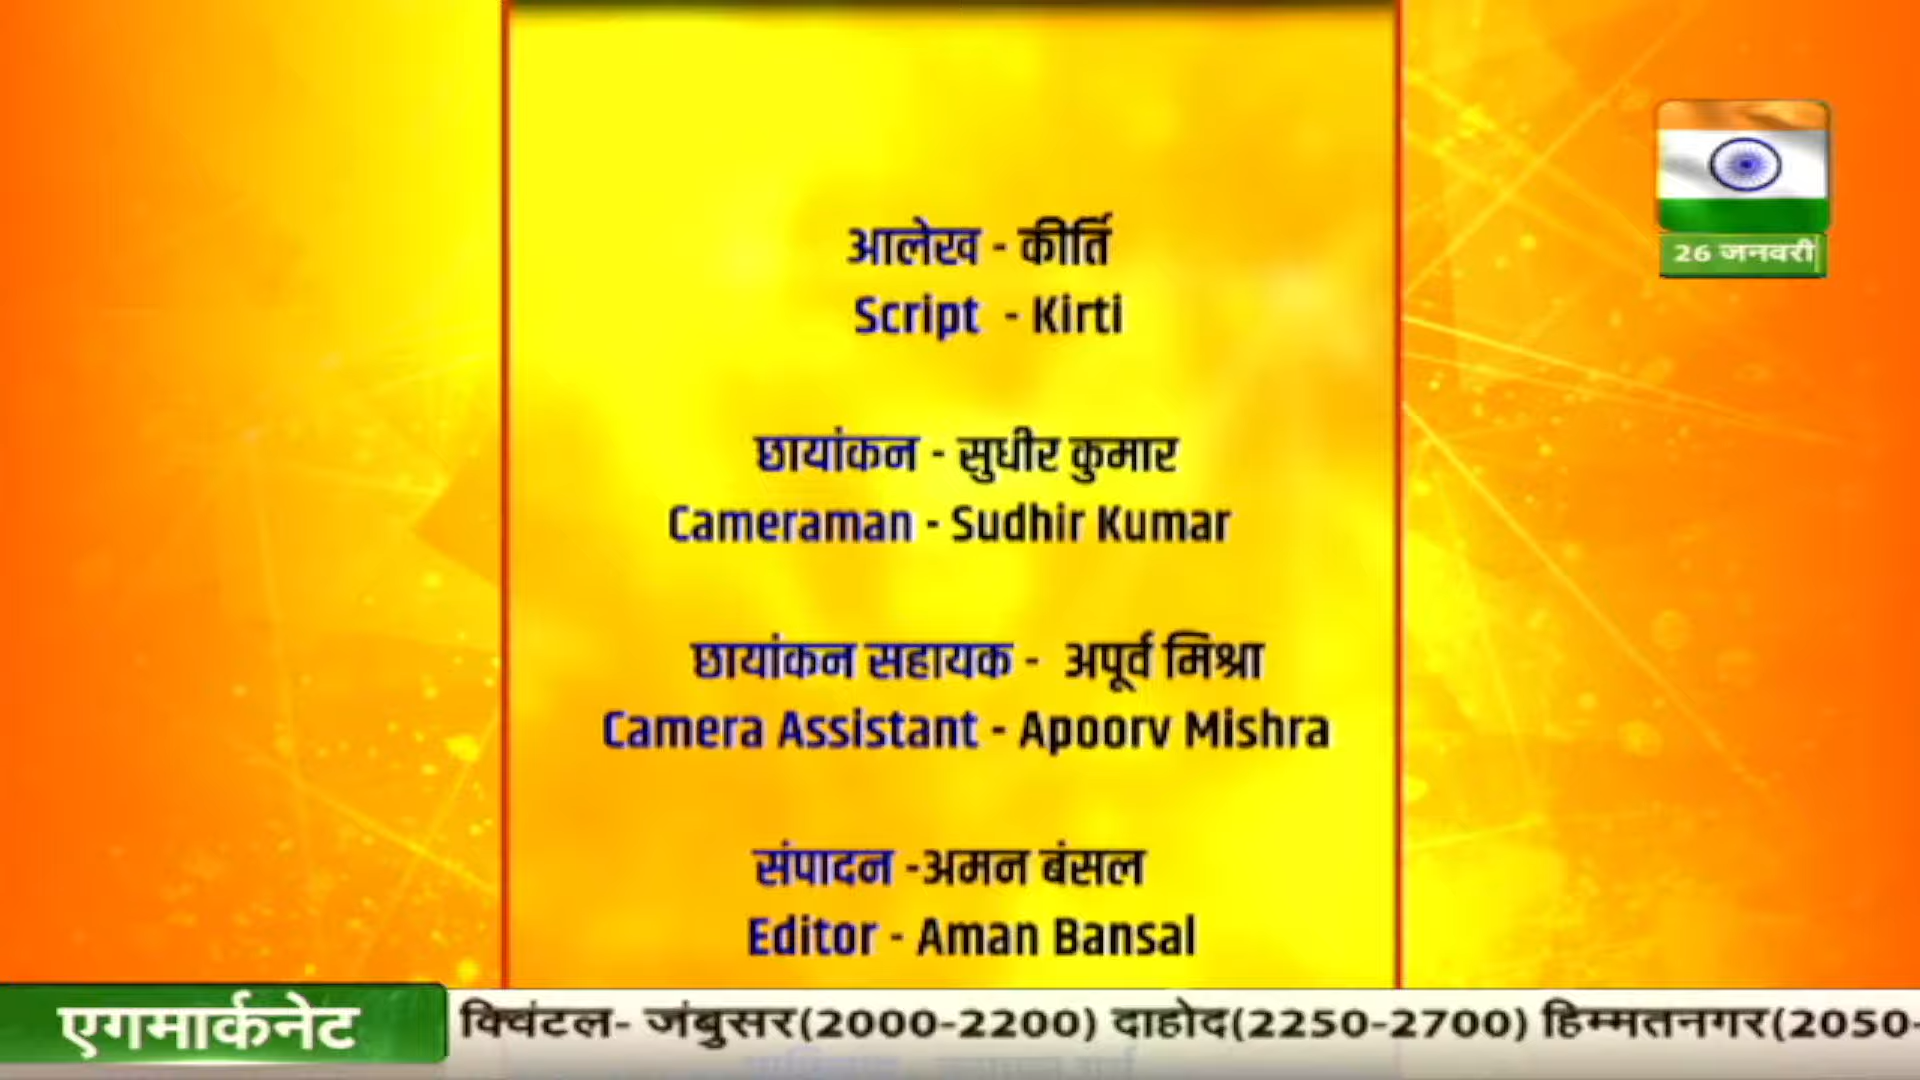 26 जनवरी
आलेख - कीर्ति
Script - Kirti
छायांकन - सुधीर कुमार
Cameraman - Sudhir Kumar
छायांकन सहायक - अपूर्व मिश्रा
Camera Assistant - Apoorv Mishra
संपादन -अमन बंसल
Editor - Aman Bansal
एगमार्कनेट
क्विंटल- जंबुसर(2000-2200) दाहोद(2250-2700) हिम्मतनगर(2050-